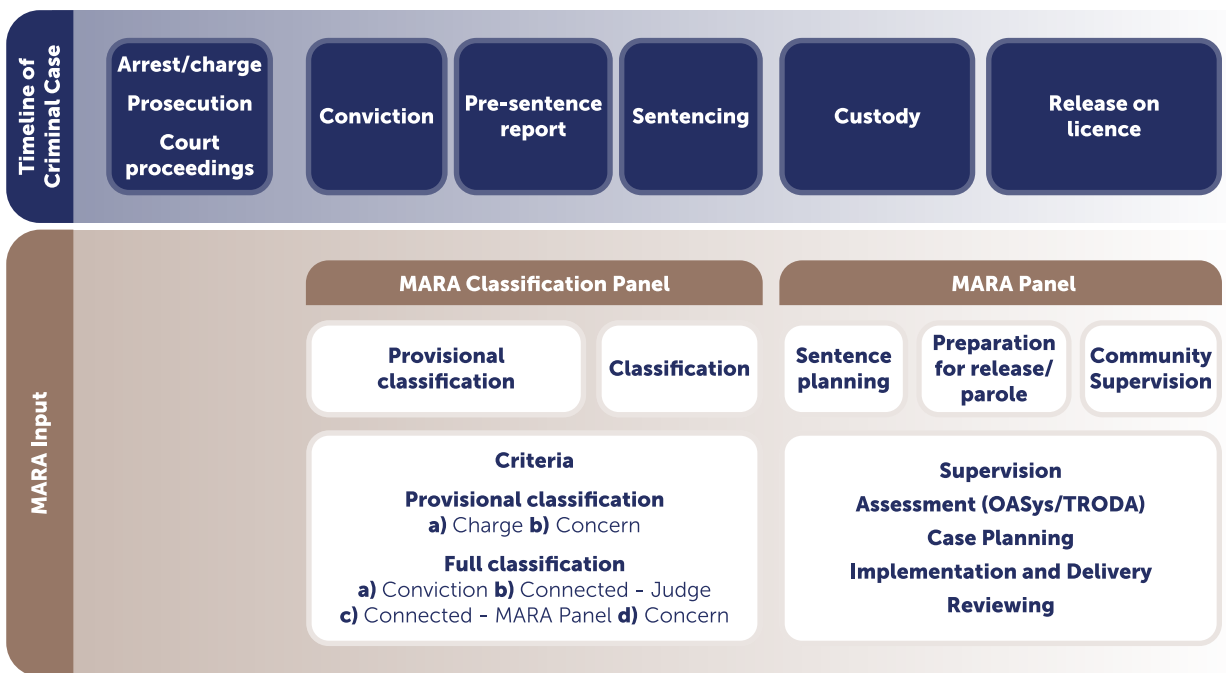 Timeline of
Criminal Case
Arrest/charge
Prosecution
Court
proceedings
Conviction
Pre-sentence
report
Sentencing
Custody
Release on
licence
MARA Input
MARA Classification Panel
Provisional
classification
Classification
Criteria
Provisional classification
a) Charge b) Concern
Full classification
a) Conviction b) Connected - Judge
c) Connected - MARA Panel d) Concern
MARA Panel
Sentence
planning
Preparation
for release/
parole
Community
Supervision
Supervision
Assessment (OASys/TRODA)
Case Planning
Implementation and Delivery
Reviewing